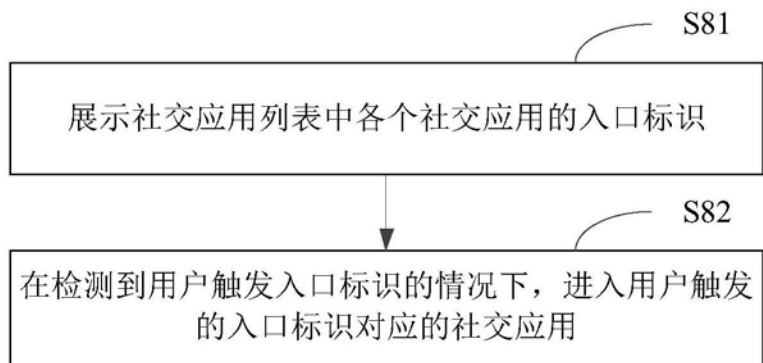 S81
展示社交应用列表中各个社交应用的入口标识
S82
在检测到用户触发入口标识的情况下，进入用户触发
的入口标识对应的社交应用